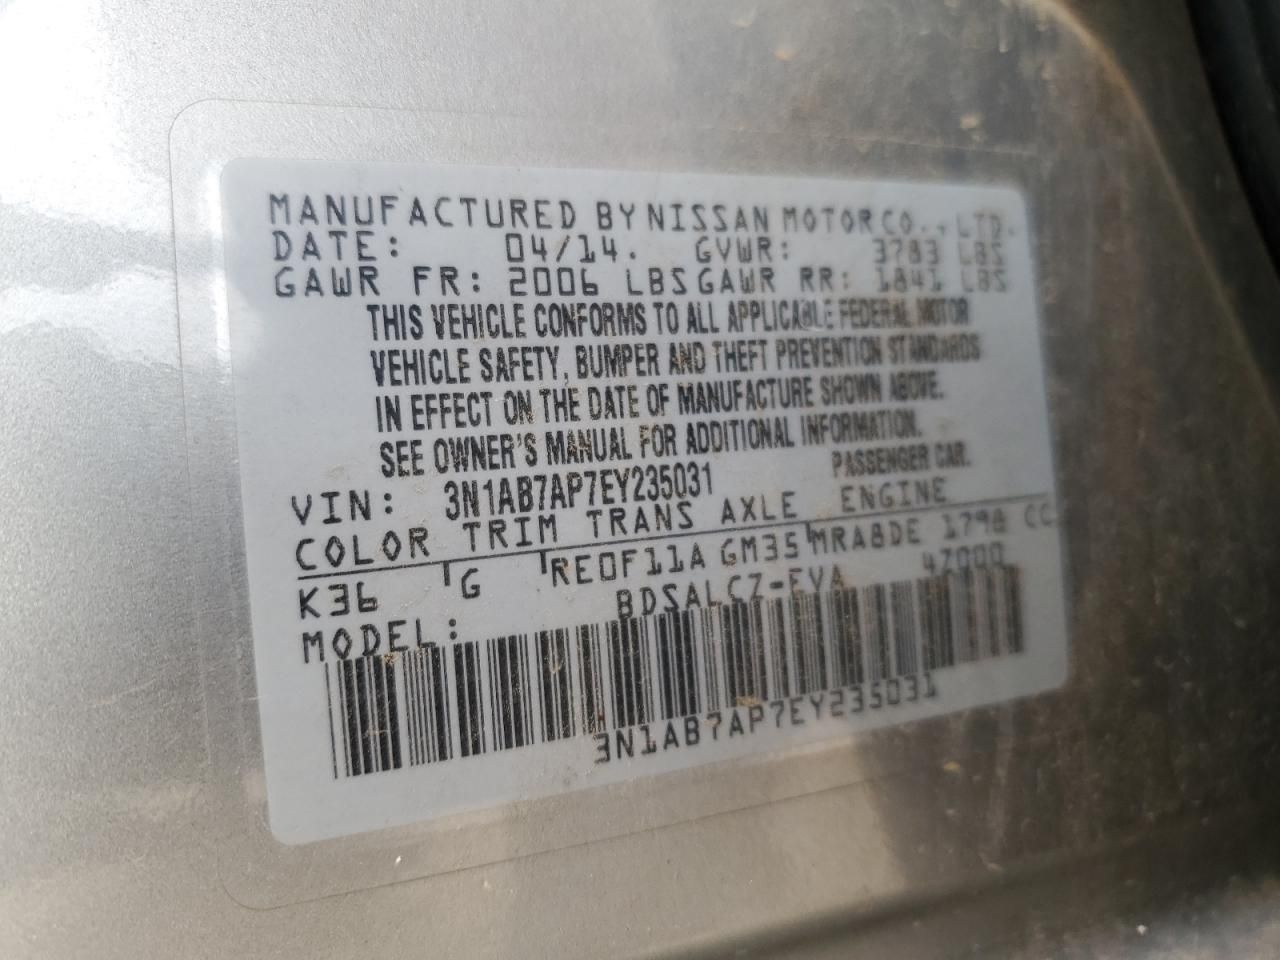 MANUFACTURED BY NISSAN MOTOR CO., LTD.
DATE: 04/14. GVWR: 3783 LBS
GAWR FR: 2006 LBS GAWR RR: 1841 LBS
THIS VEHICLE CONFORMS TO ALL APPLICABLE FEDERAL MOTOR
VEHICLE SAFETY, BUMPER AND THEFT PREVENTION STANDARDS
IN EFFECT ON THE DATE OF MANUFACTURE SHOWN ABOVE.
SEE OWNER'S MANUAL FOR ADDITIONAL INFORMATION.
VIN: 3N1AB7AP7EY235031 PASSENGER CAR.
COLOR TRIM TRANS AXLE ENGINE
K36 G RE0F11A GM35 MRA8DE 1798 CC
MODEL: BDSALCZ-EVA 47000
3N1AB7AP7EY235031